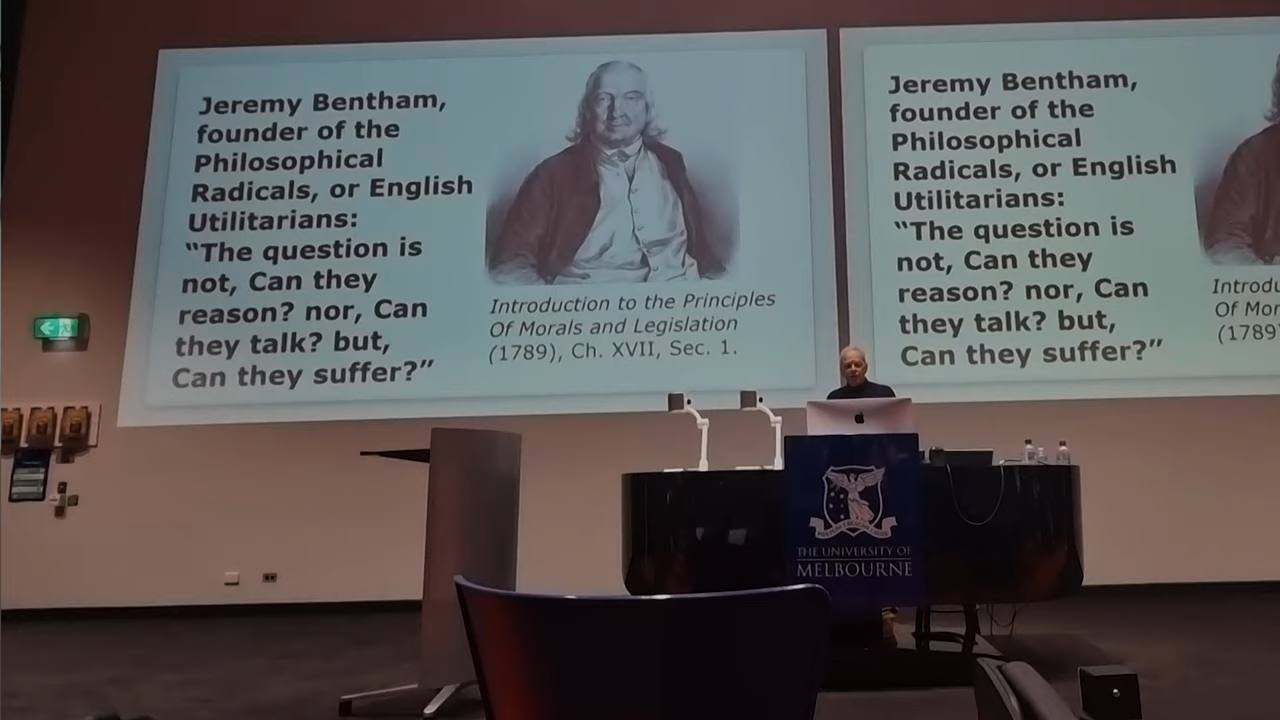 Jeremy Bentham,
founder of the
Philosophical
Radicals, or English
Utilitarians:
“The question is
not, Can they
reason? nor, Can
they talk? but,
Can they suffer?”
Introduction to the Principles
Of Morals and Legislation
(1789), Ch. XVII, Sec. 1.
Jeremy Bentham,
founder of the
Philosophical
Radicals, or English
Utilitarians:
“The question is
not, Can they
reason? nor, Can
they talk? but,
Can they suffer?”
Introdu
Of Mor
(1789
THE UNIVERSITY OF
MELBOURNE